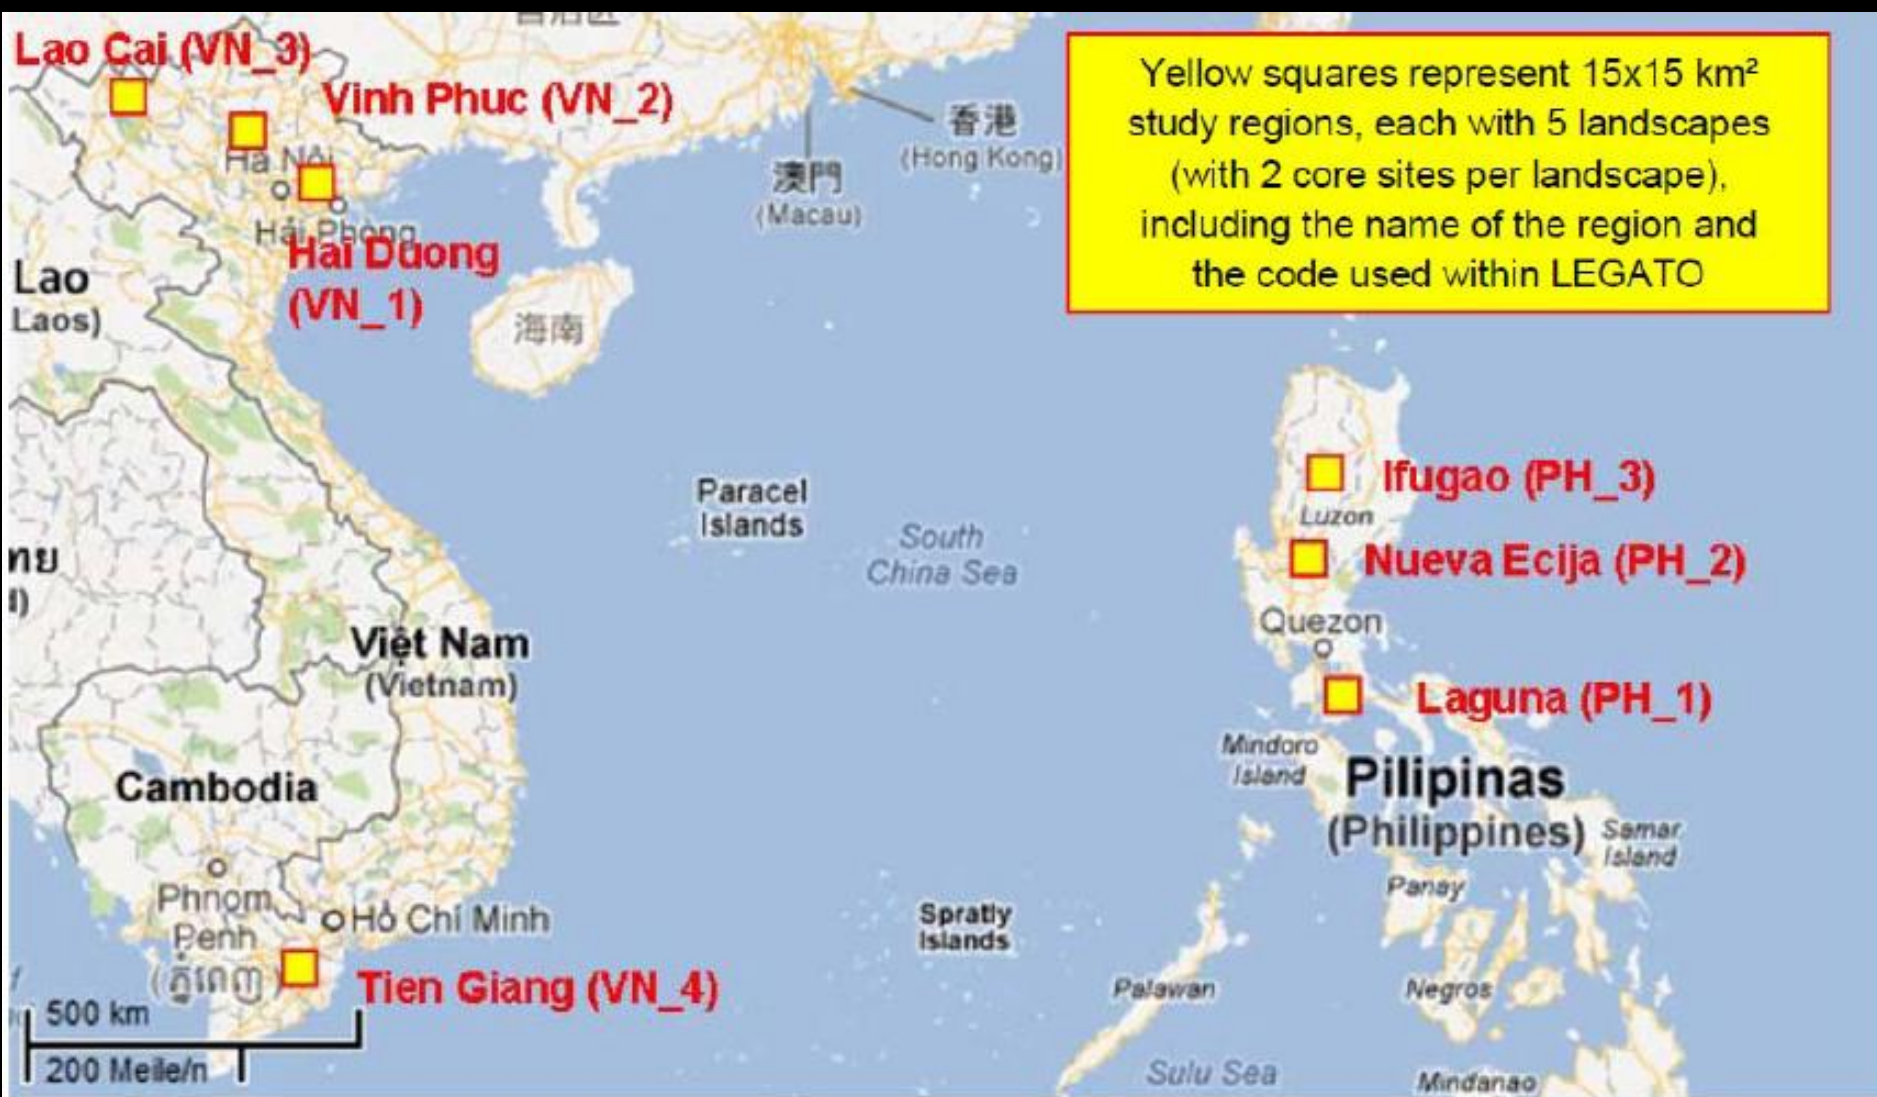 Lao Cai (VN_3)
Vinh Phuc (VN_2)
Yellow squares represent 15x15 km²
study regions, each with 5 landscapes
(with 2 core sites per landscape),
including the name of the region and
the code used within LEGATO
香港
(Hong Kong)
澳門
(Macau)
Hà Nội
Hải Phòng
Hai Duong
(VN_1)
Lao
Laos)
海南
Paracel
Islands
South
China Sea
Ifugao (PH_3)
Luzon
Nueva Ecija (PH_2)
Quezon
Laguna (PH_1)
Việt Nam
(Vietnam)
Mindoro
Island
Pilipinas
(Philippines)
Samar
Island
Cambodia
Panay
Phnom
Penh
Hồ Chí Minh
Spratly
Islands
Tien Giang (VN_4)
Palawan
Negros
500 km
200 Meile/n
Sulu Sea
Mindanao